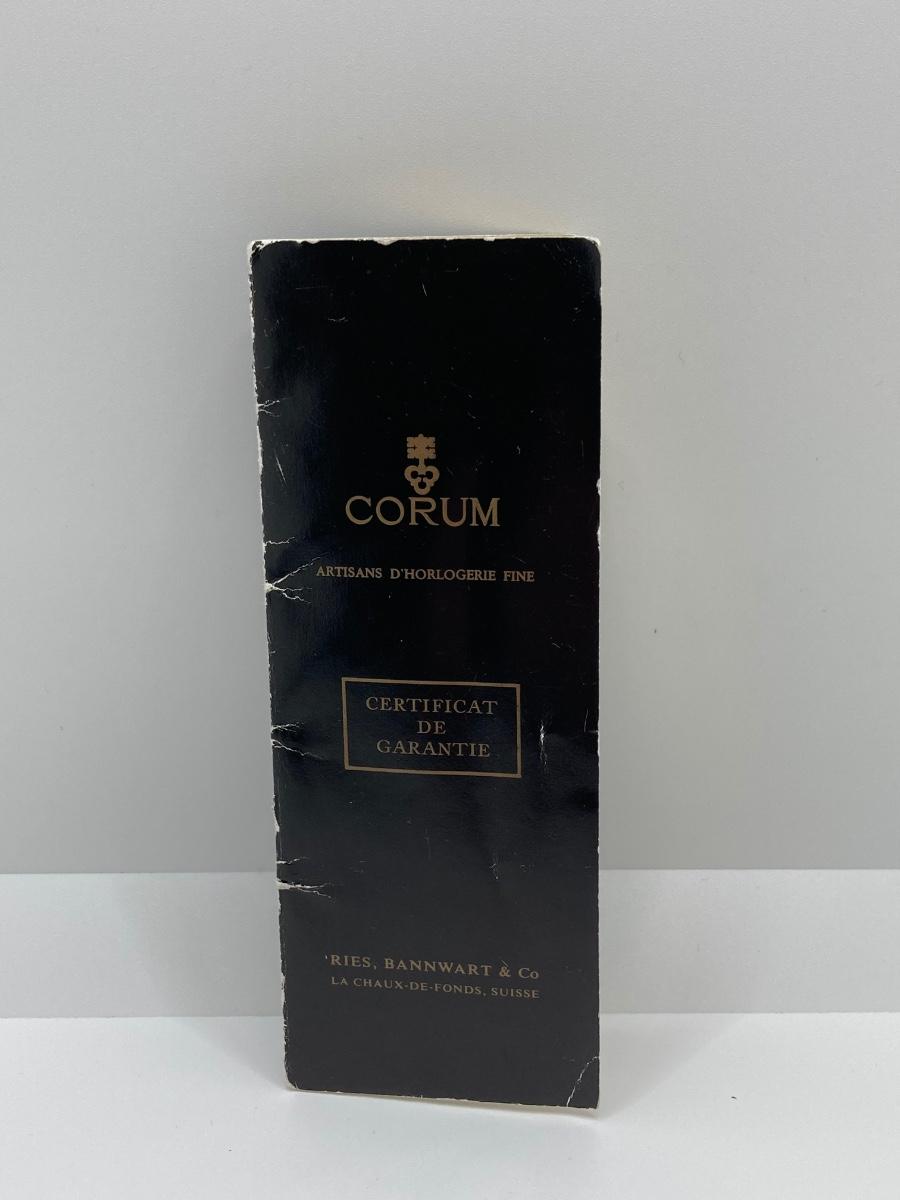 CORUM
ARTISANS D'HORLOGERIE FINE
CERTIFICAT
DE
GARANTIE
'RIES, BANNWART & Co
LA CHAUX-DE-FONDS, SUISSE